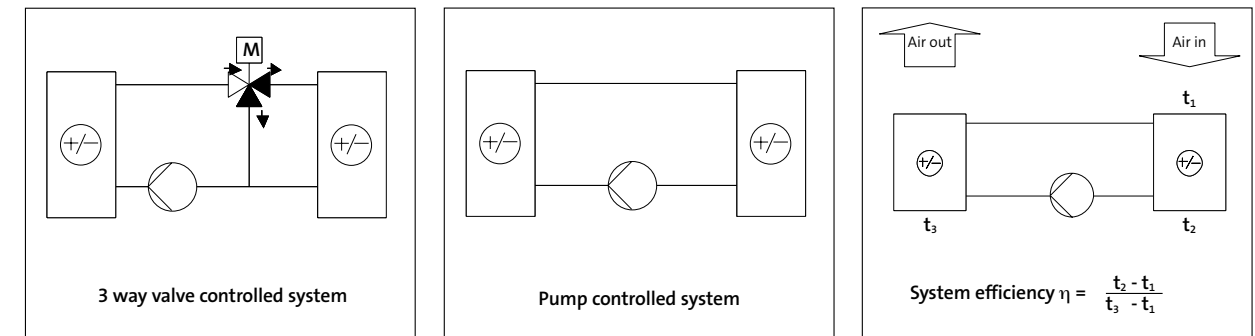 M
+/−
+/−
3 way valve controlled system
+/−
+/−
Pump controlled system
Air out
Air in
t₁
+/−
+/−
t₃
t₂
System efficiency η = t₂ - t₁
t₃ - t₁